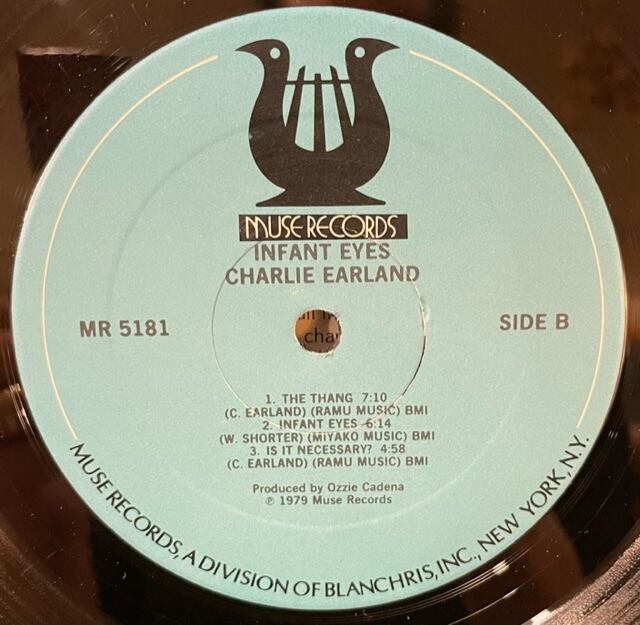 MUSE RECORDS
INFANT EYES
CHARLIE EARLAND
MR 5181
SIDE B
cha
1. THE THANG 7:10
(C. EARLAND) (RAMU MUSIC) BMI
2. INFANT EYES 6:14
(W. SHORTER) (MIYAKO MUSIC) BMI
3. IS IT NECESSARY? 4:58
(C. EARLAND) (RAMU MUSIC) BMI
Produced by Ozzie Cadena
℗ 1979 Muse Records
MUSE RECORDS, A DIVISION OF BLANCHRIS, INC., NEW YORK, N.Y.